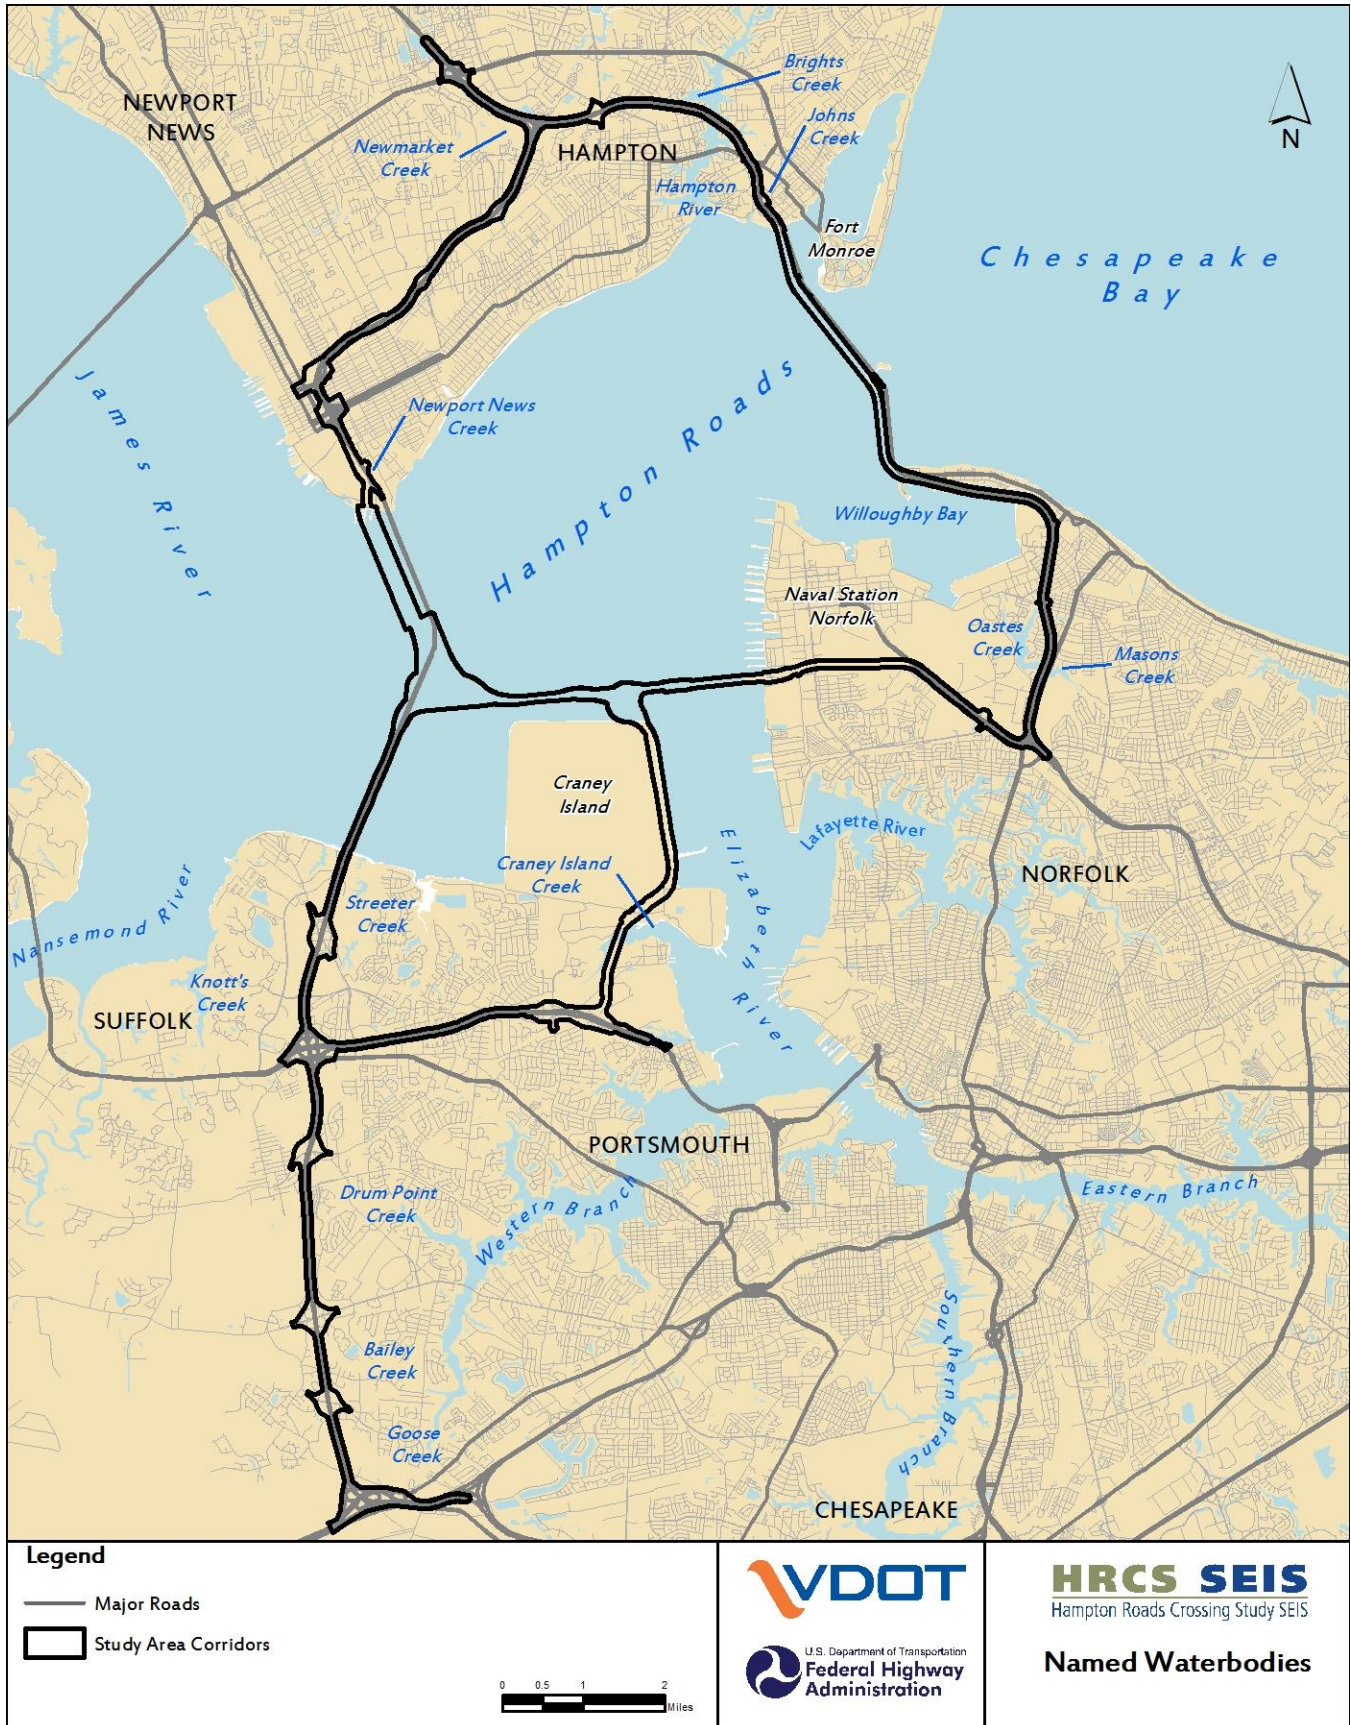 NEWPORT
NEWS
Brights
Creek
Johns
Creek
N
Newmarket
Creek
HAMPTON
Hampton
River
Fort
Monroe
Chesapeake
Bay
James River
Newport News
Creek
Hampton Roads
Willoughby Bay
Naval Station
Norfolk
Oastes
Creek
Masons
Creek
Craney
Island
Craney Island
Creek
Elizabeth River
Lafayette River
NORFOLK
Streeter
Creek
Nansemond River
Knott's
Creek
SUFFOLK
PORTSMOUTH
Drum Point
Creek
Western Branch
Eastern Branch
Bailey
Creek
Southern Branch
Goose
Creek
CHESAPEAKE
Legend
Major Roads
Study Area Corridors
0 0.5 1 2
Miles
VDOT
U.S. Department of Transportation
Federal Highway
Administration
HRCS SEIS
Hampton Roads Crossing Study SEIS
Named Waterbodies